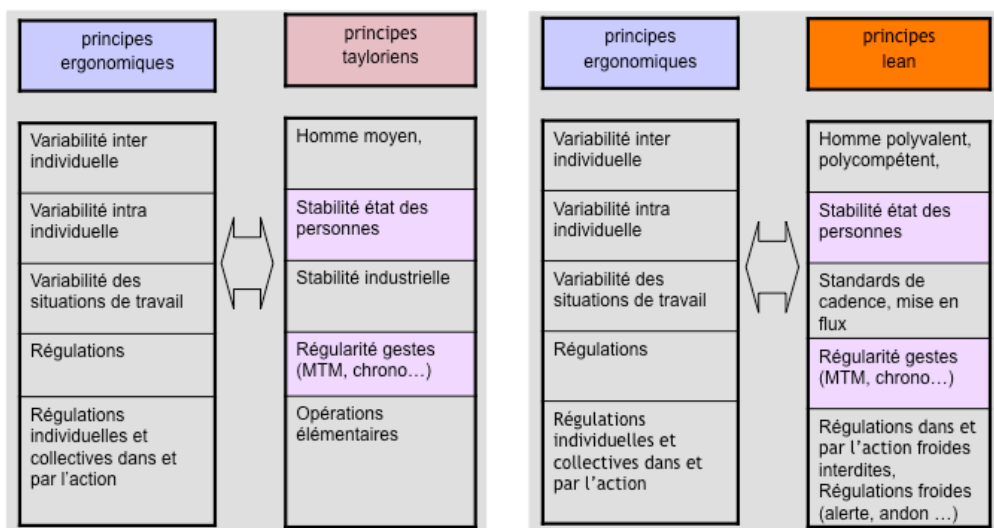 principes
ergonomiques
principes
tayloriens
Variabilité inter
individuelle
Homme moyen,
Variabilité intra
individuelle
Stabilité état des
personnes
Variabilité des
situations de travail
Stabilité industrielle
Régulations
Régularité gestes
(MTM, chrono…)
Régulations
individuelles et
collectives dans et
par l'action
Opérations
élémentaires
principes
ergonomiques
principes
lean
Variabilité inter
individuelle
Homme polyvalent,
polycompétent,
Variabilité intra
individuelle
Stabilité état des
personnes
Variabilité des
situations de travail
Standards de
cadence, mise en
flux
Régulations
Régularité gestes
(MTM, chrono…)
Régulations
individuelles et
collectives dans et
par l'action
Régulations dans et
par l'action froides
interdites,
Régulations froides
(alerte, andon …)